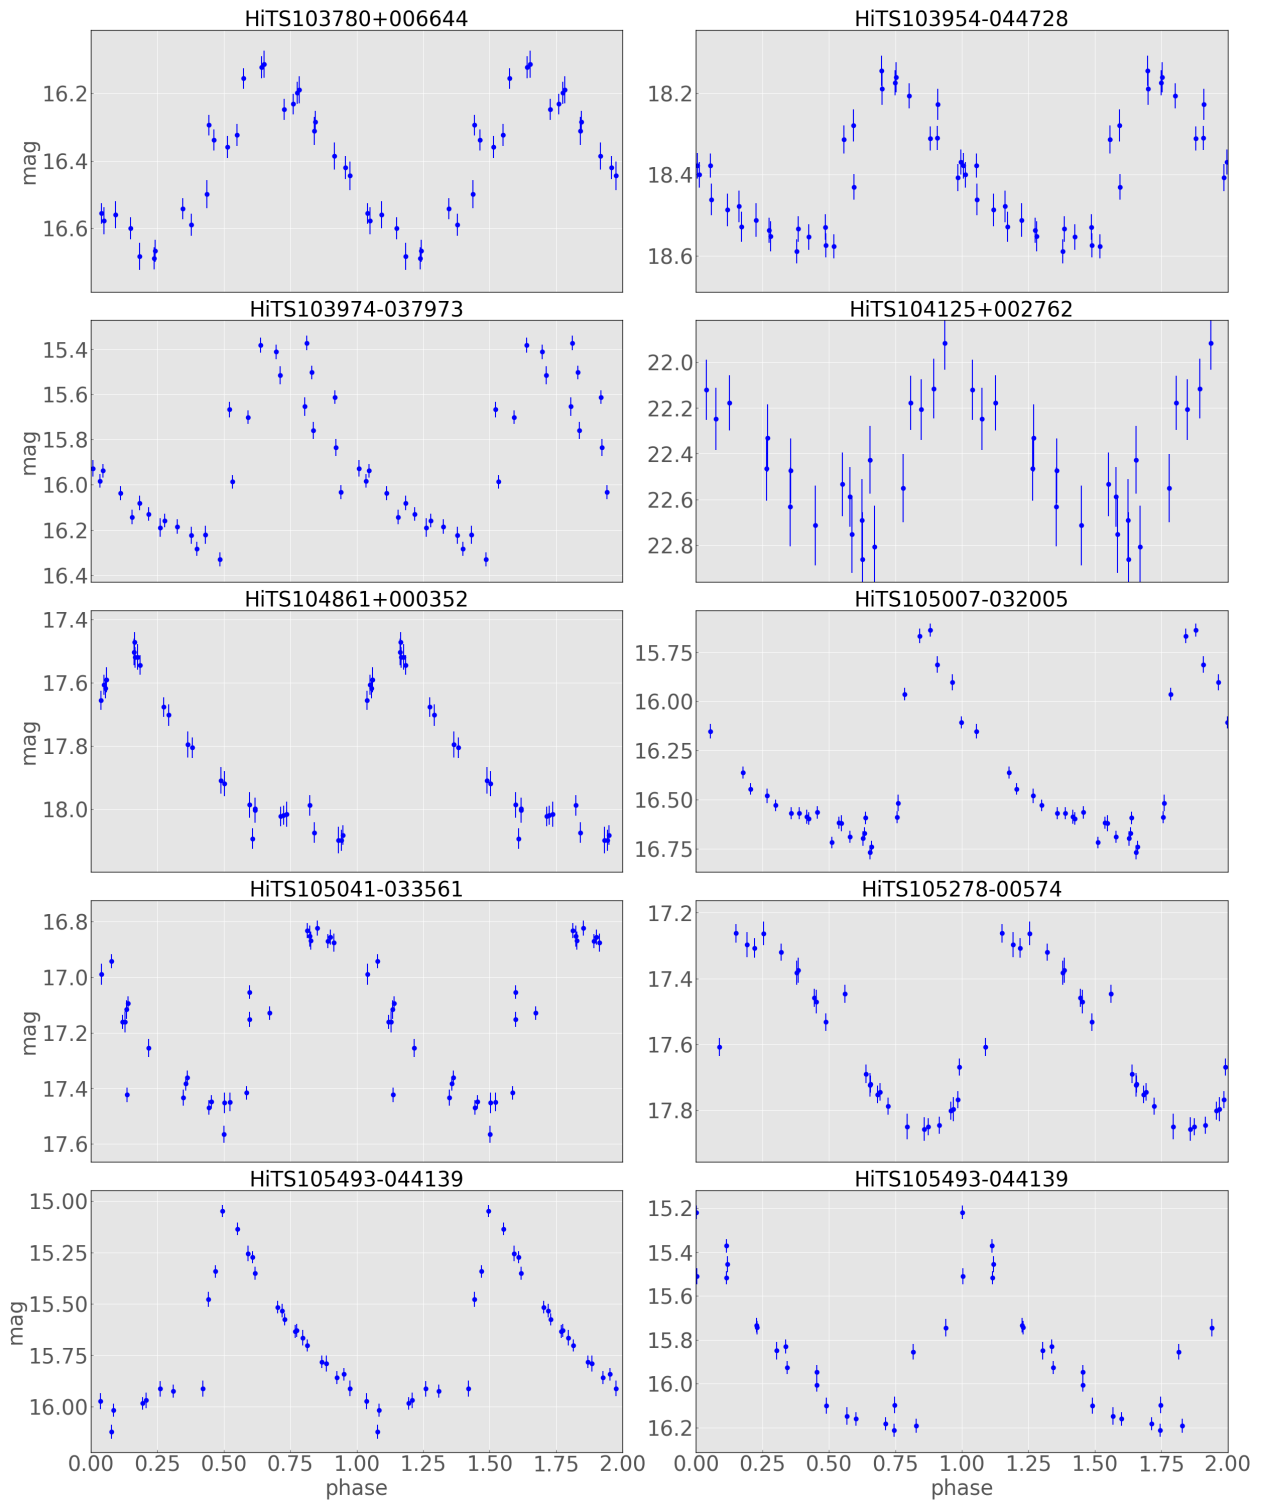 HiTS103780+006644
HiTS103954-044728
16.2
16.4
16.6
mag
18.2
18.4
18.6
HiTS103974-037973
HiTS104125+002762
15.4
15.6
15.8
16.0
16.2
16.4
mag
22.0
22.2
22.4
22.6
22.8
HiTS104861+000352
HiTS105007-032005
17.4
17.6
17.8
18.0
mag
15.75
16.00
16.25
16.50
16.75
HiTS105041-033561
HiTS105278-00574
16.8
17.0
17.2
17.4
17.6
mag
17.2
17.4
17.6
17.8
HiTS105493-044139
HiTS105493-044139
15.00
15.25
15.50
15.75
16.00
mag
15.2
15.4
15.6
15.8
16.0
16.2
0.00 0.25 0.50 0.75 1.00 1.25 1.50 1.75 2.00
phase
0.00 0.25 0.50 0.75 1.00 1.25 1.50 1.75 2.00
phase